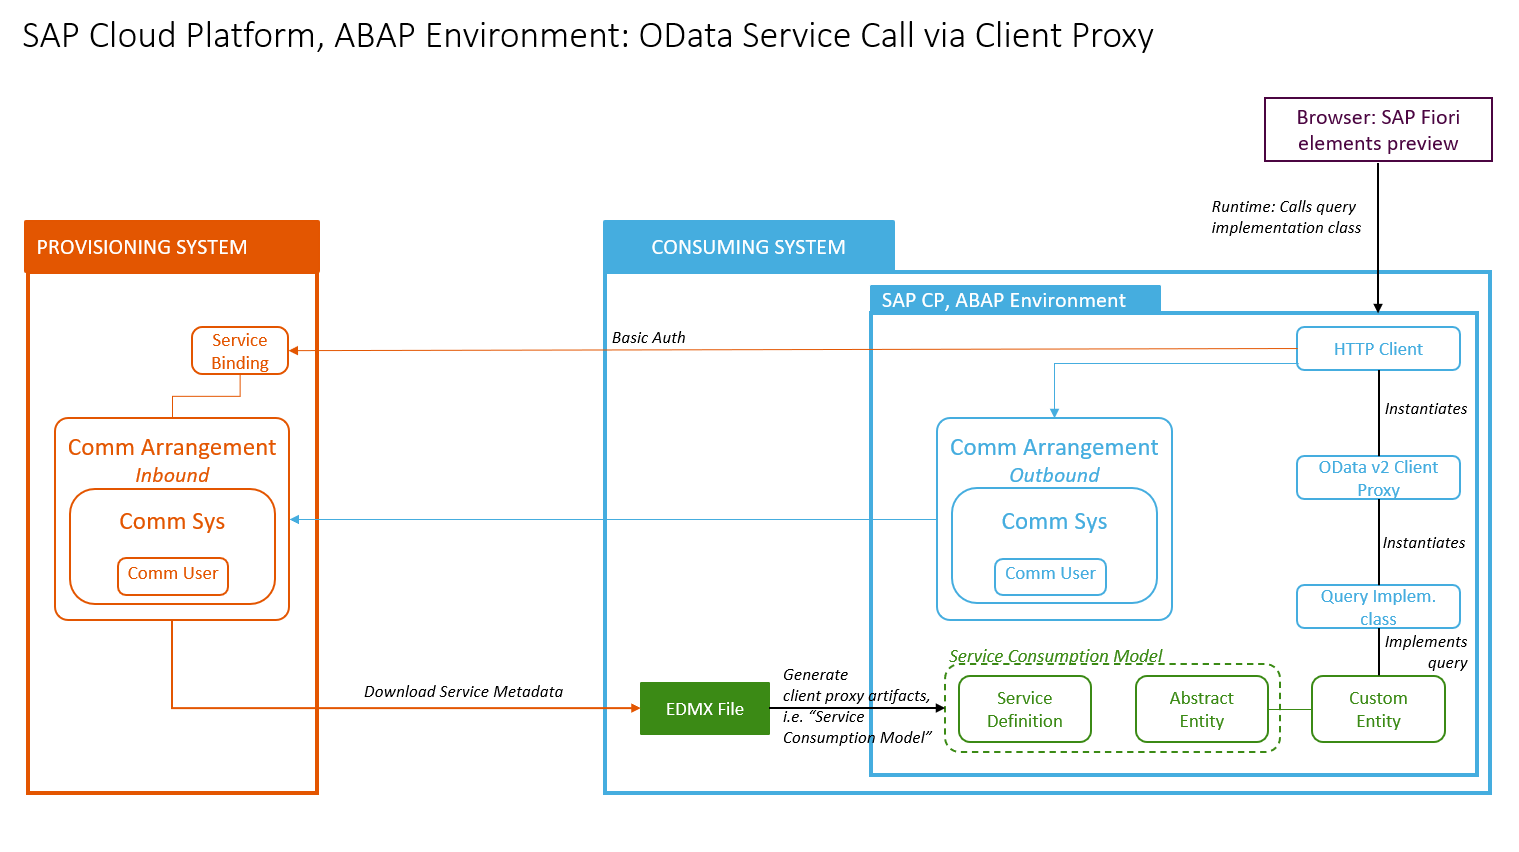 SAP Cloud Platform, ABAP Environment: OData Service Call via Client Proxy
Browser: SAP Fiori
elements preview
Runtime: Calls query
implementation class
PROVISIONING SYSTEM
CONSUMING SYSTEM
SAP CP, ABAP Environment
Service
Binding
Basic Auth
HTTP Client
Instantiates
Comm Arrangement
Inbound
Comm Sys
Comm User
Comm Arrangement
Outbound
Comm Sys
Comm User
OData v2 Client
Proxy
Instantiates
Query Implem.
class
Implements
query
Download Service Metadata
EDMX File
Generate
client proxy artifacts,
i.e. “Service
Consumption Model”
Service Consumption Model
Service
Definition
Abstract
Entity
Custom
Entity